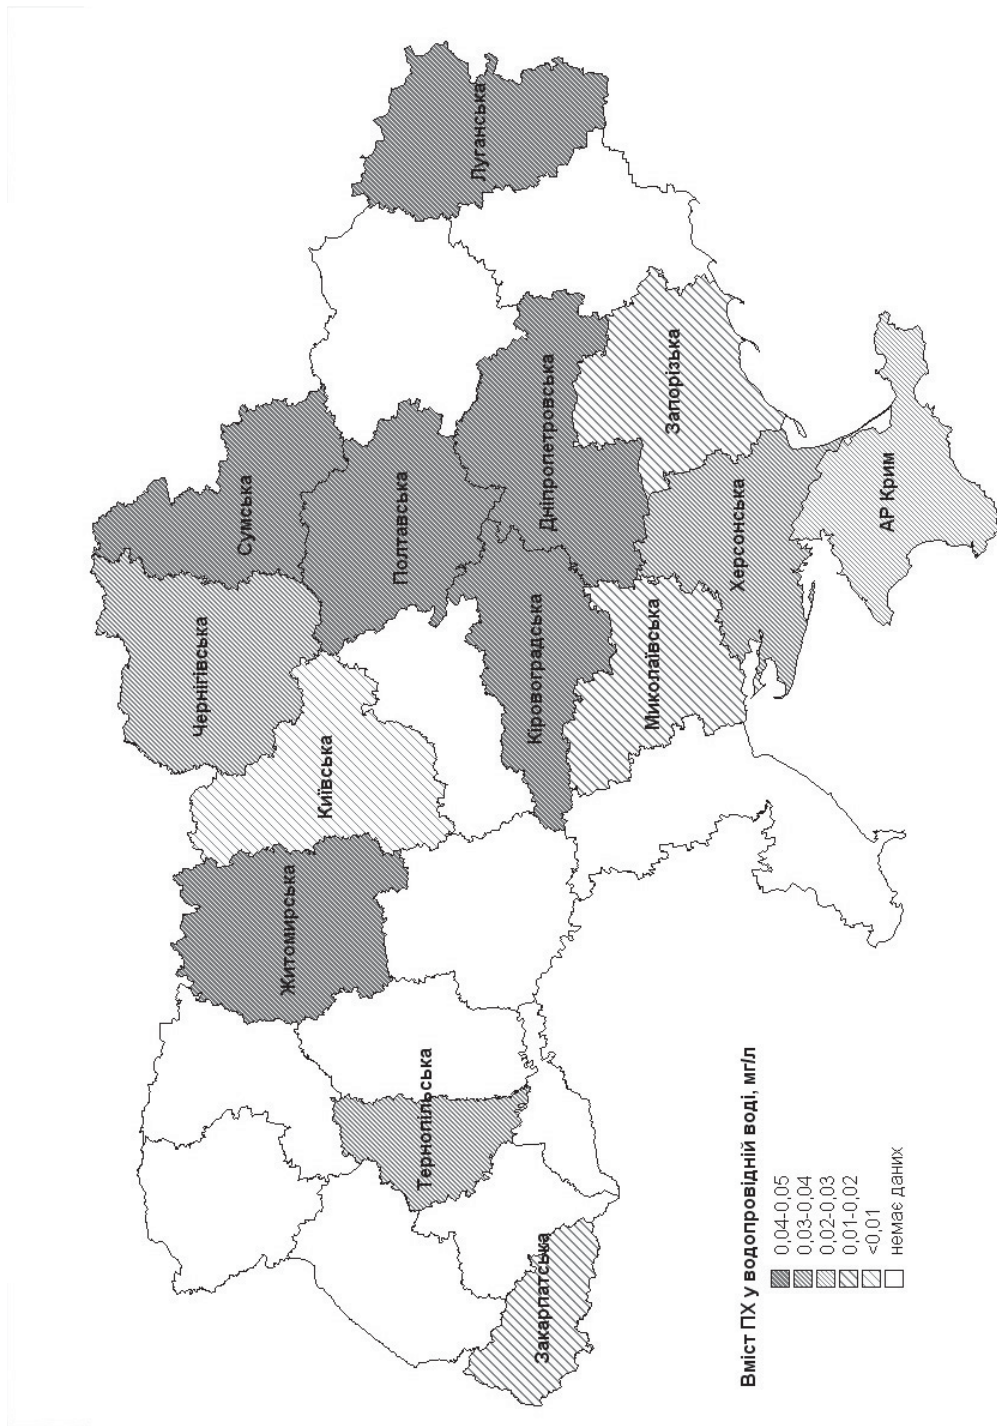 Луганська
Сумська
Чернігівська
Полтавська
Дніпропетровська
Запорізька
Київська
Житомирська
Кіровоградська
Херсонська
Миколаївська
АР Крим
Тернопільська
Закарпатська
Вміст ПХ у водопровідній воді, мг/л
0,04-0,05
0,03-0,04
0,02-0,03
0,01-0,02
<0,01
немає даних